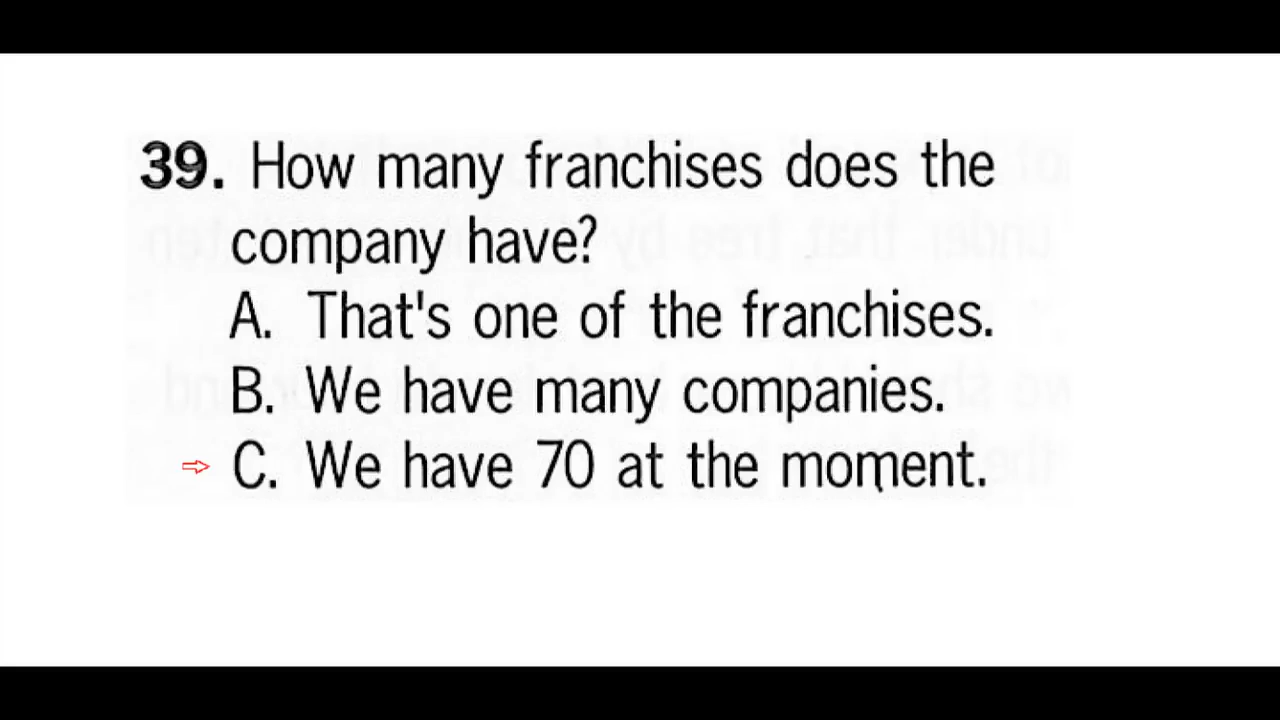 39. How many franchises does the
company have?
A. That's one of the franchises.
B. We have many companies.
⇨ C. We have 70 at the moment.